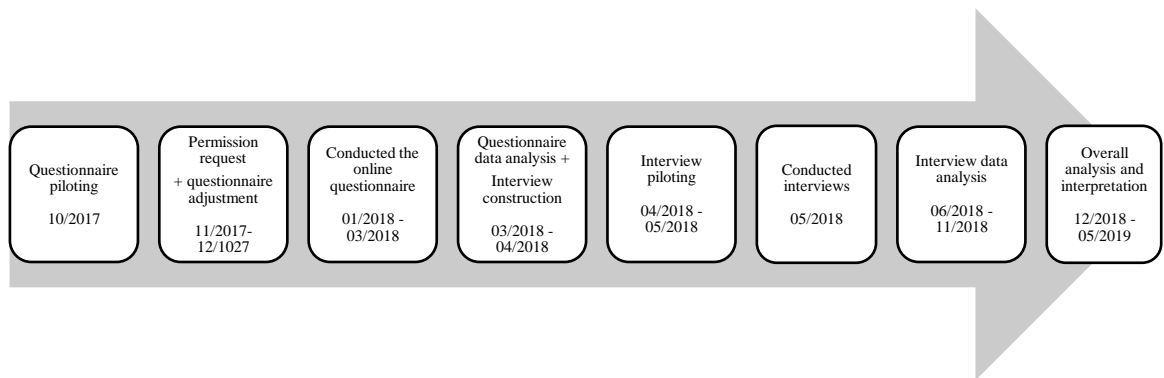 Questionnaire
piloting
10/2017
Permission
request
+ questionnaire
adjustment
11/2017-
12/1027
Conducted the
online
questionnaire
01/2018 -
03/2018
Questionnaire
data analysis +
Interview
construction
03/2018 -
04/2018
Interview
piloting
04/2018 -
05/2018
Conducted
interviews
05/2018
Interview data
analysis
06/2018 -
11/2018
Overall
analysis and
interpretation
12/2018 -
05/2019